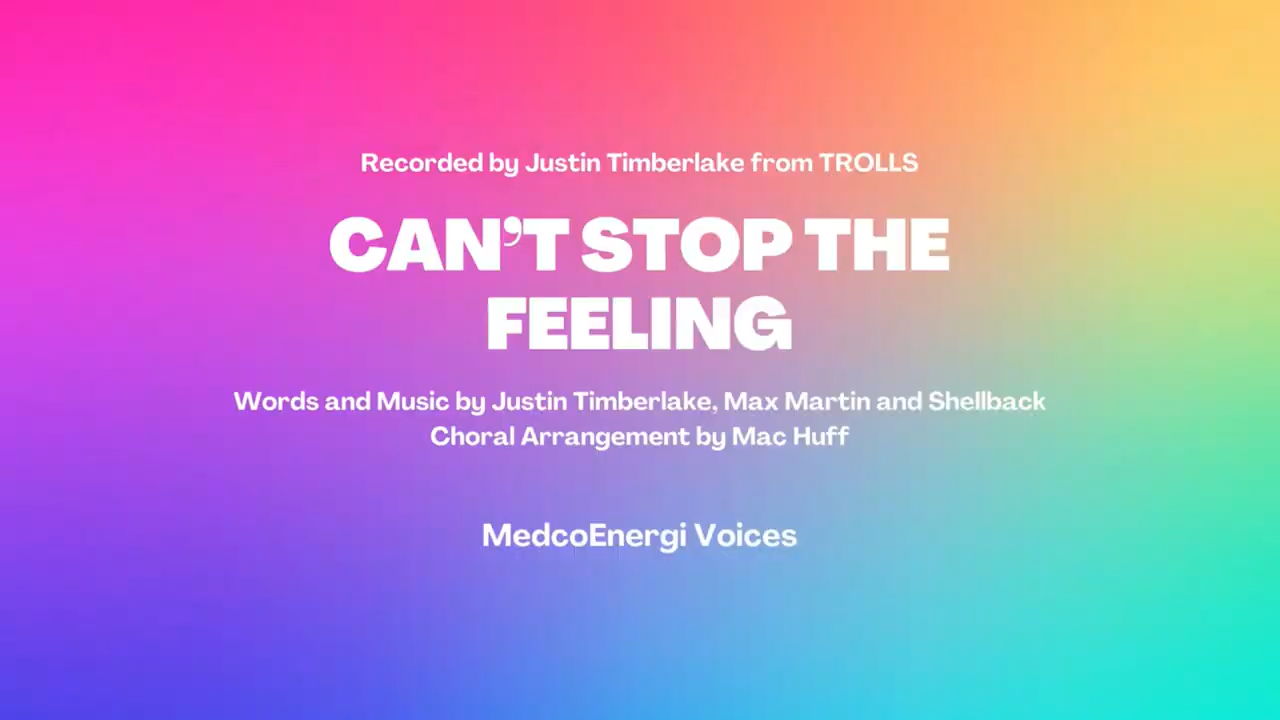 Recorded by Justin Timberlake from TROLLS
CAN’T STOP THE
FEELING
Words and Music by Justin Timberlake, Max Martin and Shellback
Choral Arrangement by Mac Huff
MedcoEnergi Voices